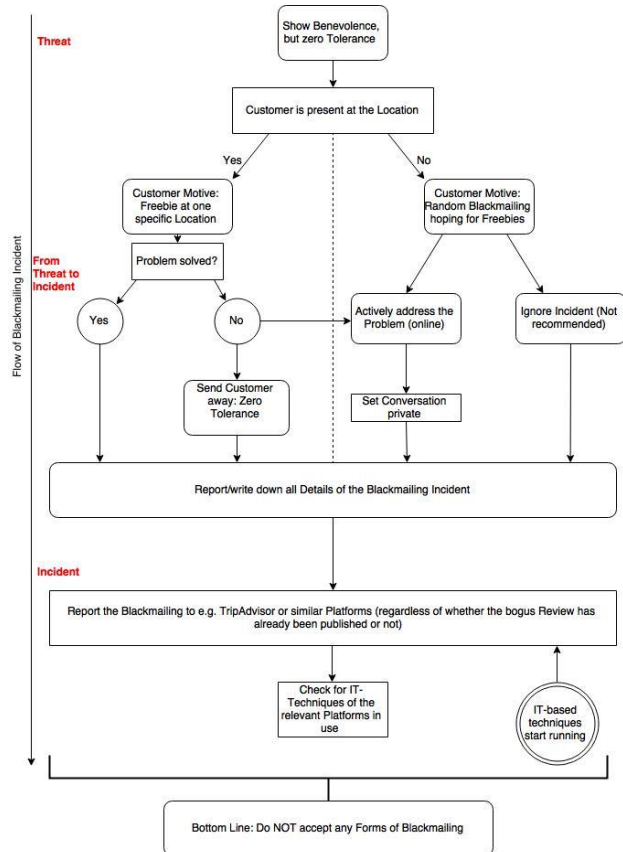 Show Benevolence,
but zero Tolerance
Threat
Customer is present at the Location
Yes
No
Customer Motive:
Freebie at one
specific Location
Customer Motive:
Random Blackmailing
hoping for Freebies
From
Threat to
Incident
Problem solved?
Yes
No
Actively address the
Problem (online)
Ignore Incident (Not
recommended)
Flow of Blackmailing Incident
Send Customer
away: Zero
Tolerance
Set Conversation
private
Report/write down all Details of the Blackmailing Incident
Incident
Report the Blackmailing to e.g. TripAdvisor or similar Platforms (regardless of whether the bogus Review has
already been published or not)
Check for IT-
Techniques of the
relevant Platforms in
use
IT-based
techniques
start running
Bottom Line: Do NOT accept any Forms of Blackmailing